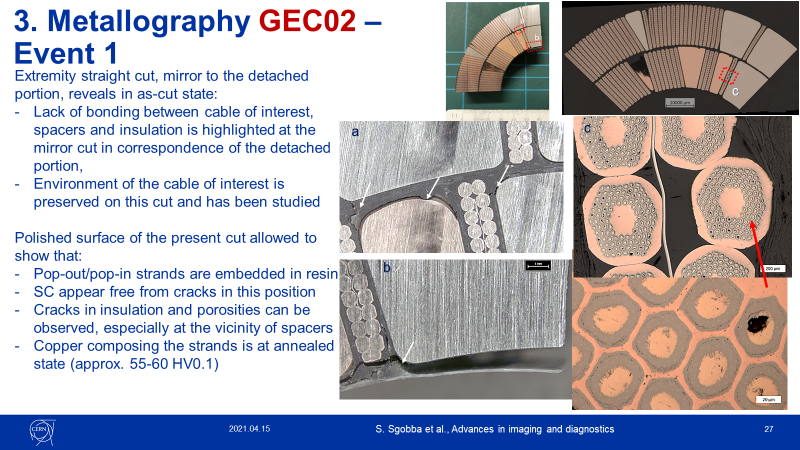 3. Metallography GEC02 –
Event 1
Extremity straight cut, mirror to the detached
portion, reveals in as-cut state:
- Lack of bonding between cable of interest,
spacers and insulation is highlighted at the
mirror cut in correspondence of the detached
portion,
- Environment of the cable of interest is
preserved on this cut and has been studied
Polished surface of the present cut allowed to
show that:
- Pop-out/pop-in strands are embedded in resin
- SC appear free from cracks in this position
- Cracks in insulation and porosities can be
observed, especially at the vicinity of spacers
- Copper composing the strands is at annealed
state (approx. 55-60 HV0.1)
a
b
C
10000 µm
a
c
200 µm
b
1 mm
20 µm
CERN
2021.04.15
S. Sgobba et al., Advances in imaging and diagnostics
27